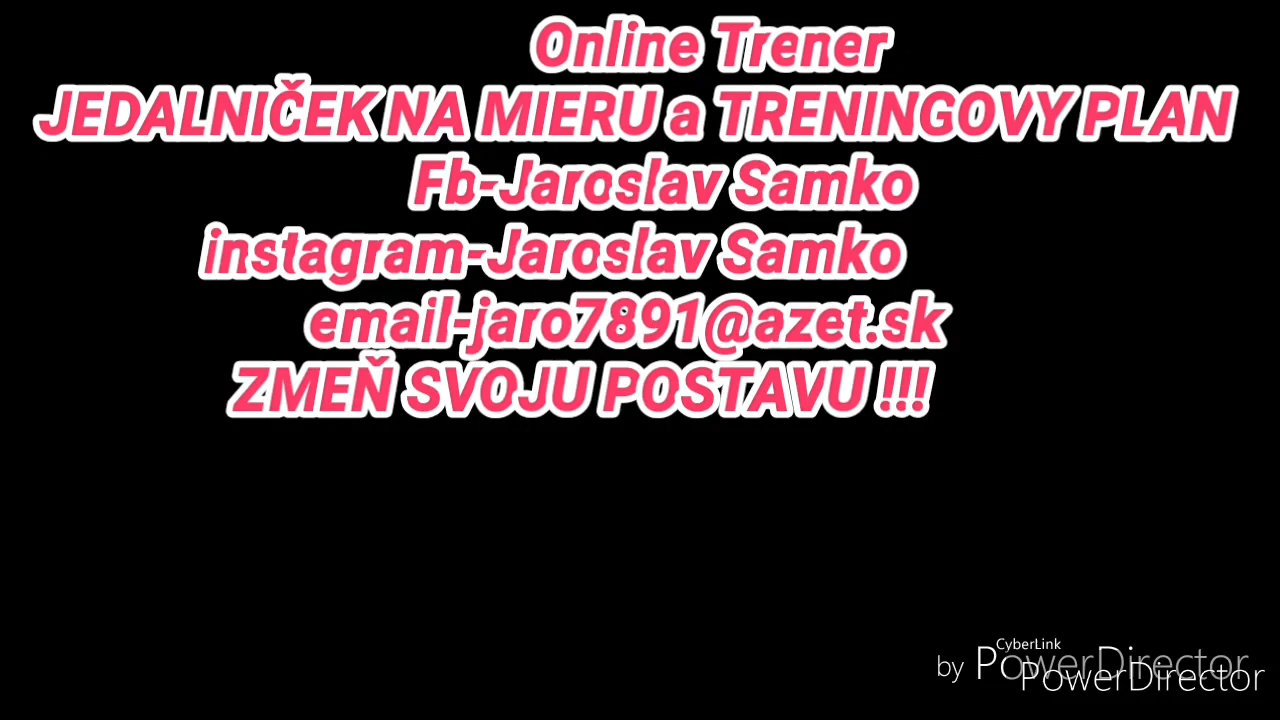 Online Trener
JEDALNIČEK NA MIERU a TRENINGOVY PLAN
Fb-Jaroslav Samko
instagram-Jaroslav Samko
email-jaro7891@azet.sk
ZMEŇ SVOJU POSTAVU !!!
CyberLink
by PowerDirector
PowerDirector